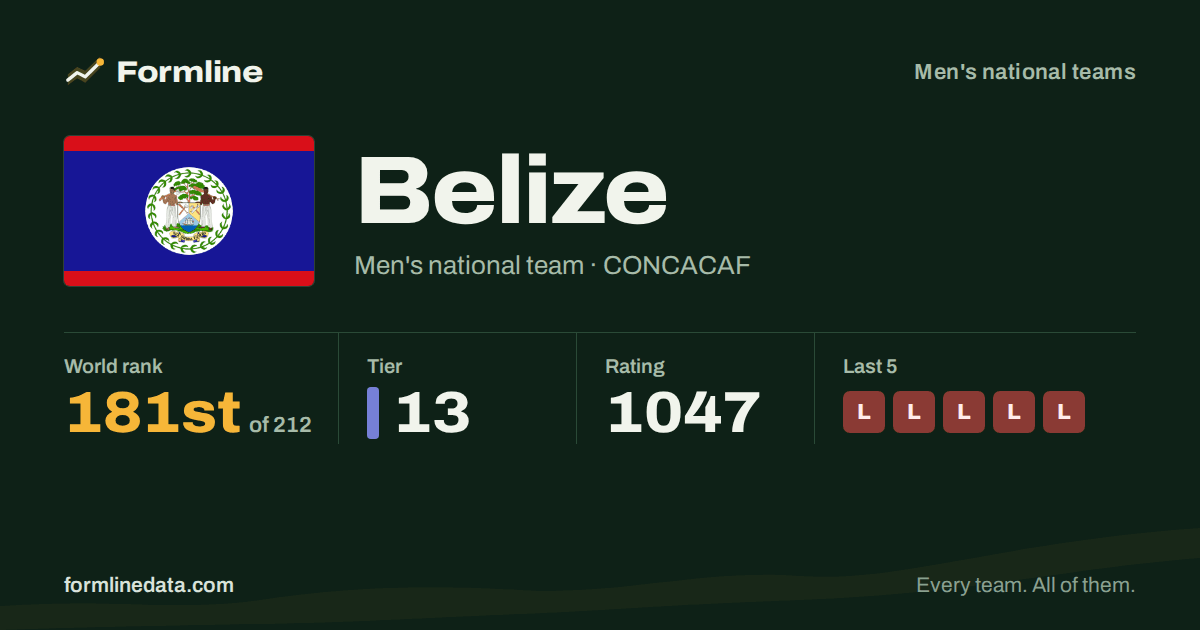 Formline
Men's national teams
Belize
Men's national team · CONCACAF
World rank
181st of 212
Tier
13
Rating
1047
Last 5
L L L L L
formlinedata.com
Every team. All of them.